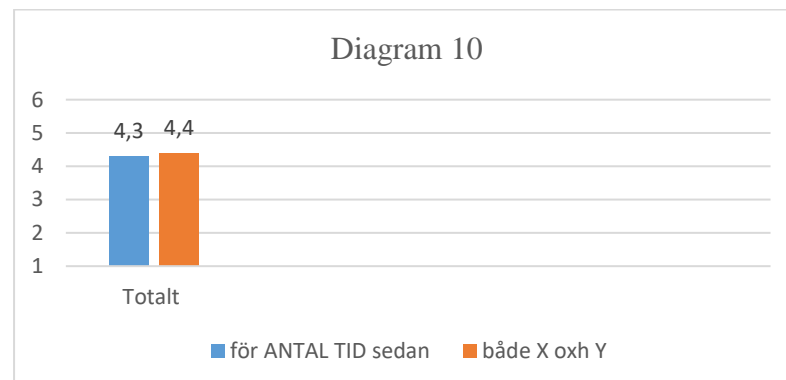 Diagram 10
6
5
4
3
2
1
4,3
4,4
Totalt
för ANTAL TID sedan
både X oxh Y